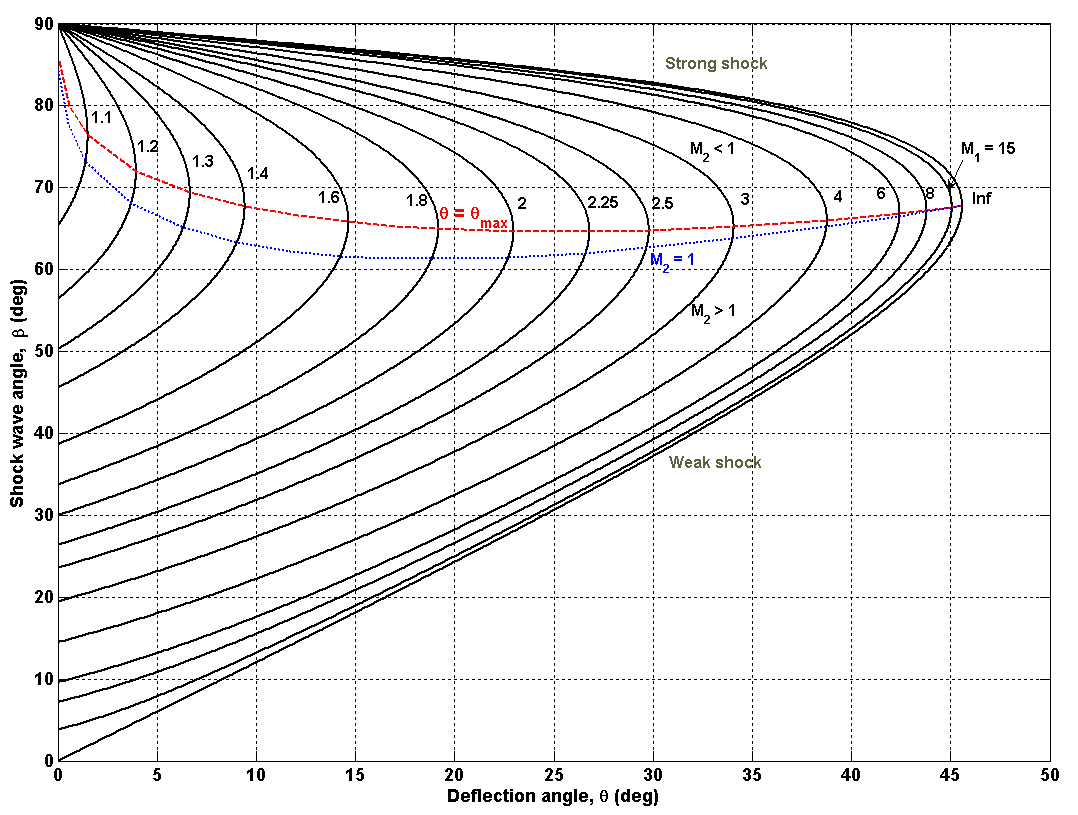 90
80
70
60
50
40
30
20
10
0
Shock wave angle, β (deg)
Strong shock
1.1
1.2
1.3
1.4
1.6
1.8
2
2.25
2.5
3
4
6
8
M₁ = 15
Inf
M₂ < 1
θ = θmax
M₂ = 1
M₂ > 1
Weak shock
0 5 10 15 20 25 30 35 40 45 50
Deflection angle, θ (deg)